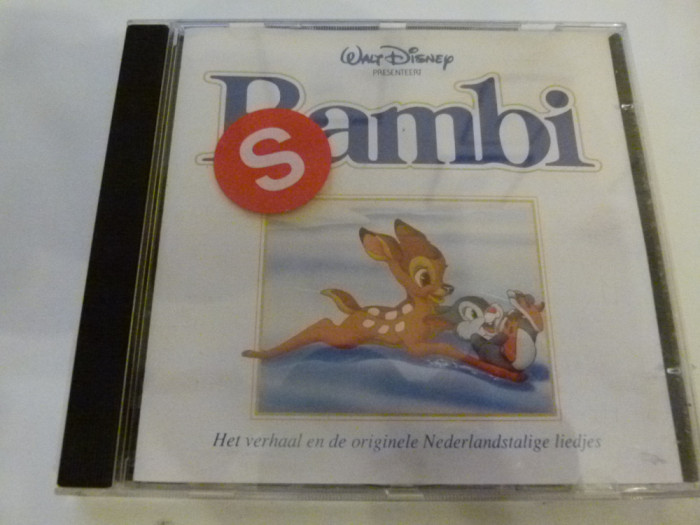 Walt Disney
PRESENTEERT
Bambi
S
Het verhaal en de originele Nederlandstalige liedjes